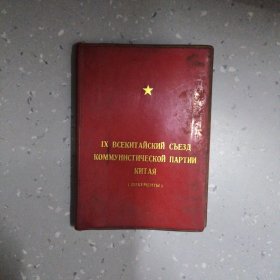 IX ВСЕКИТАЙСКИЙ СЪЕЗД
КОММУНИСТИЧЕСКОЙ ПАРТИИ
КИТАЯ
(ДОКУМЕНТЫ)